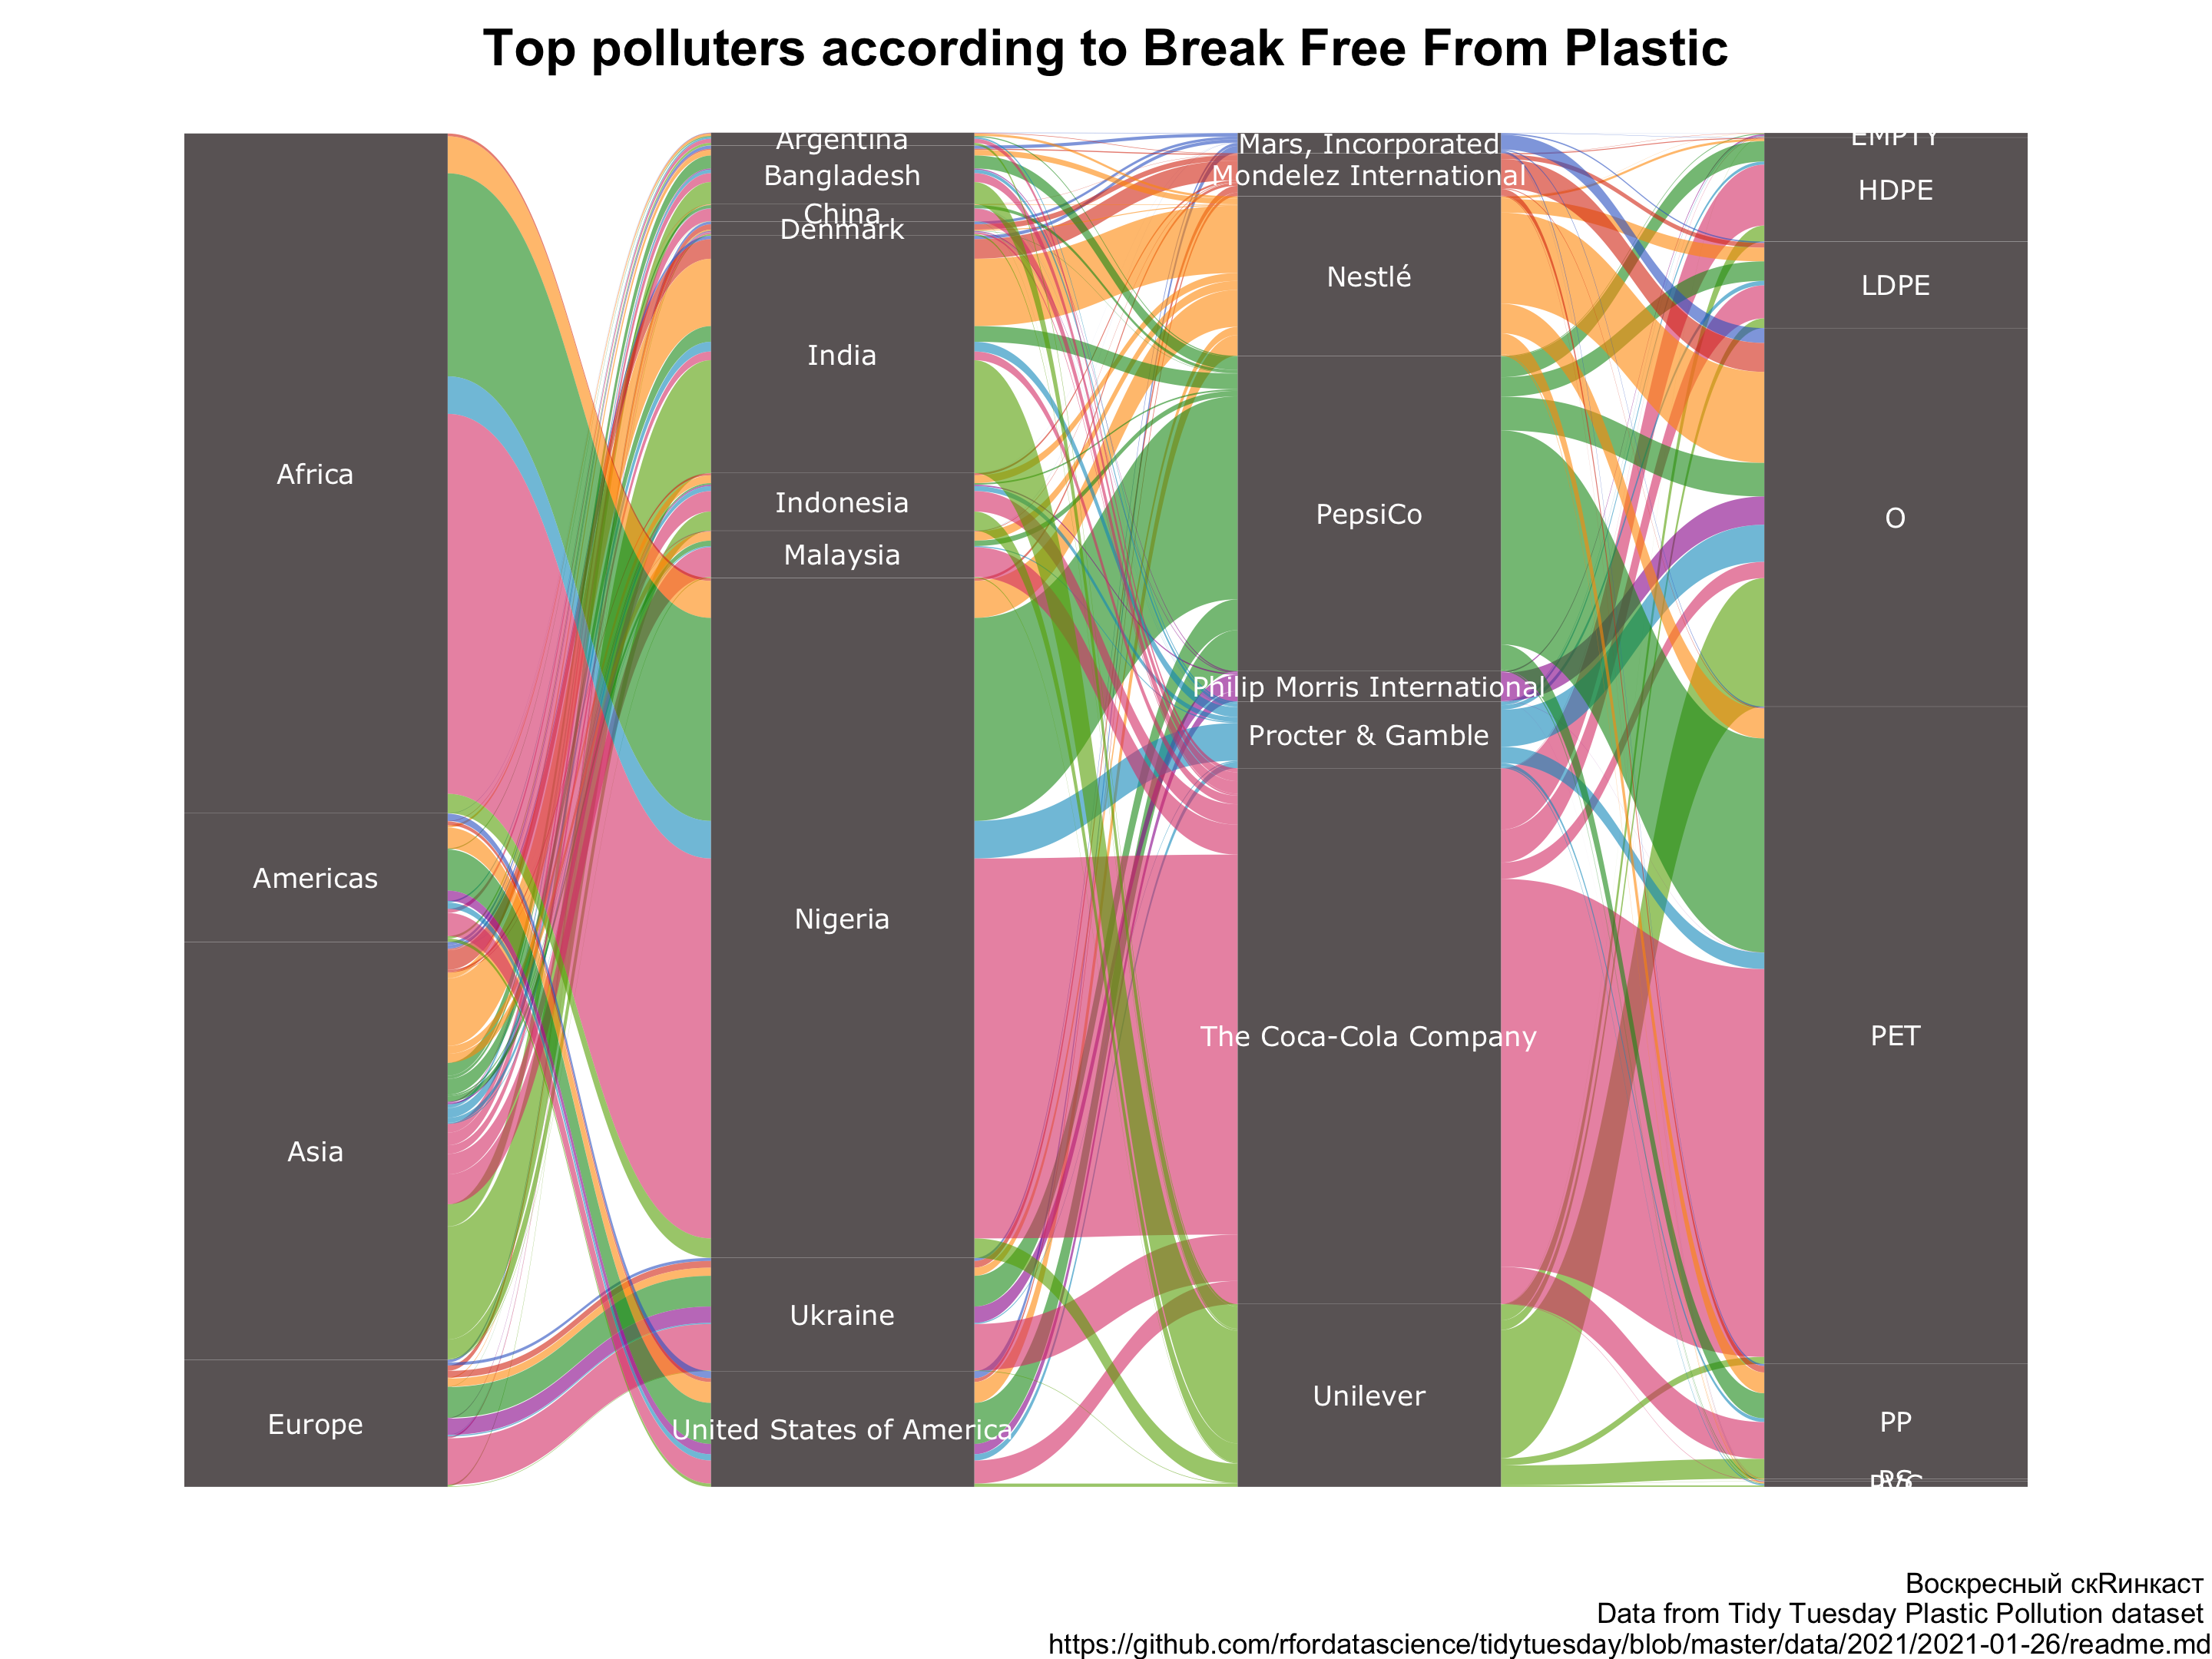 Top polluters according to Break Free From Plastic
Africa
Americas
Asia
Europe
Argentina
Bangladesh
China
Denmark
India
Indonesia
Malaysia
Nigeria
Ukraine
United States of America
Mars, Incorporated
Mondelez International
Nestlé
PepsiCo
Philip Morris International
Procter & Gamble
The Coca-Cola Company
Unilever
EMPTY
HDPE
LDPE
O
PET
PP
PS
PVC
Воскресный скRинкаст
Data from Tidy Tuesday Plastic Pollution dataset
https://github.com/rfordatascience/tidytuesday/blob/master/data/2021/2021-01-26/readme.md